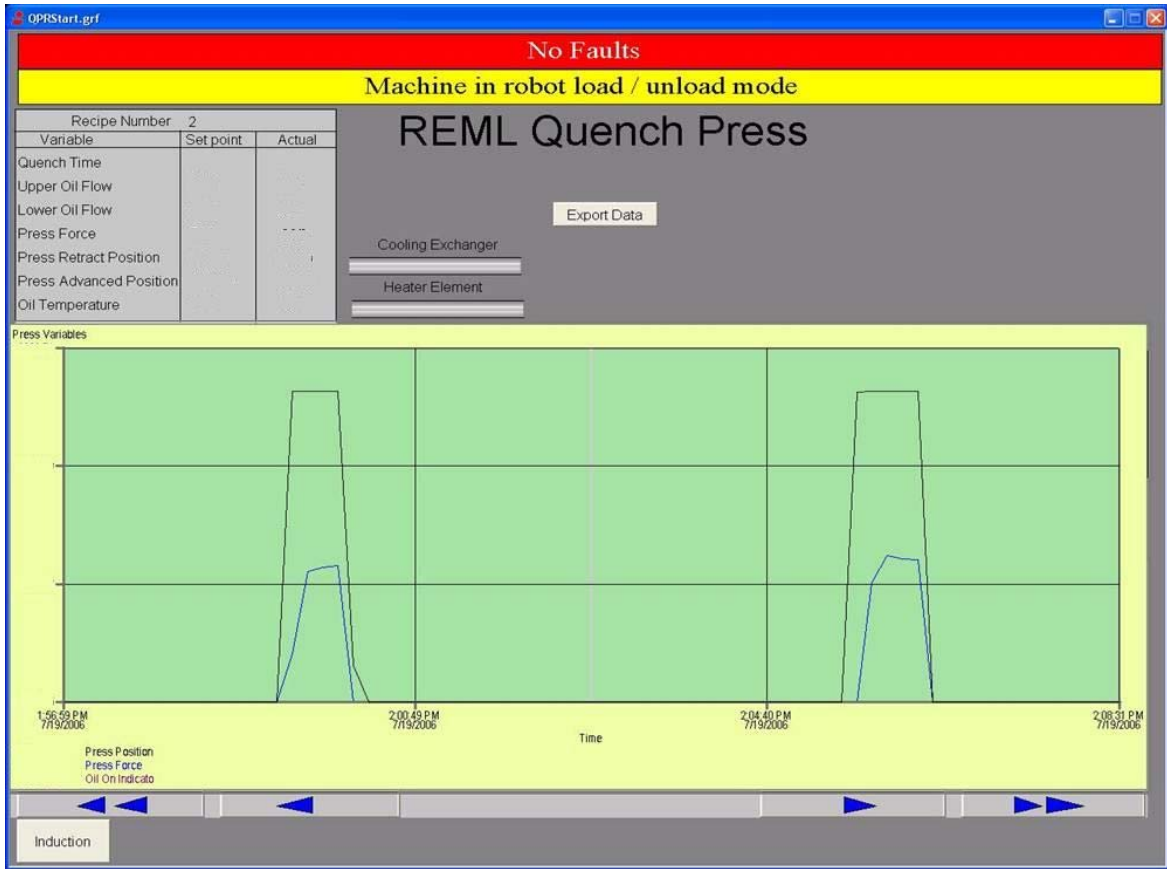 QPRStart.grf
No Faults
Machine in robot load / unload mode
Recipe Number 2
Variable Set point Actual
REML Quench Press
Quench Time
Upper Oil Flow
Lower Oil Flow
Export Data
Press Force
Cooling Exchanger
Press Retract Position
Press Advanced Position
Heater Element
Oil Temperature
Press Variables
1:56:59 PM 2:00:49 PM 2:04:40 PM 2:08:31 PM
7/19/2006 7/19/2006 7/19/2006 7/19/2006
Time
Press Position
Press Force
Oil On Indicato
Induction